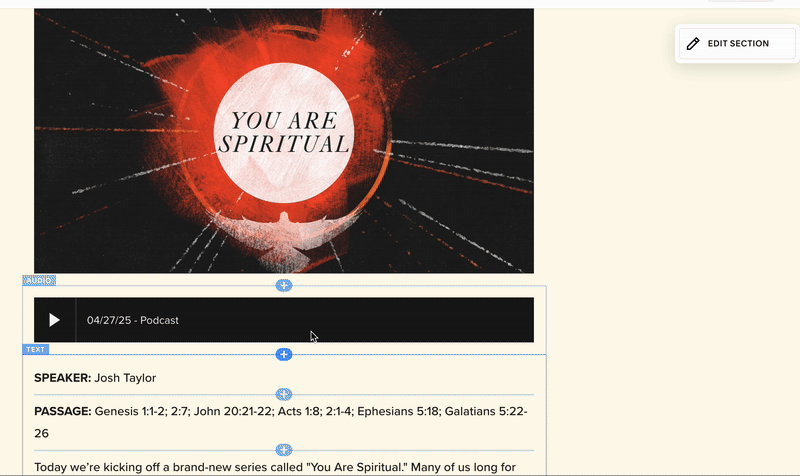 EDIT SECTION
YOU ARE
SPIRITUAL
AUDIO
04/27/25 - Podcast
TEXT
SPEAKER: Josh Taylor
PASSAGE: Genesis 1:1-2; 2:7; John 20:21-22; Acts 1:8; 2:1-4; Ephesians 5:18; Galatians 5:22-
26
Today we're kicking off a brand-new series called "You Are Spiritual." Many of us long for